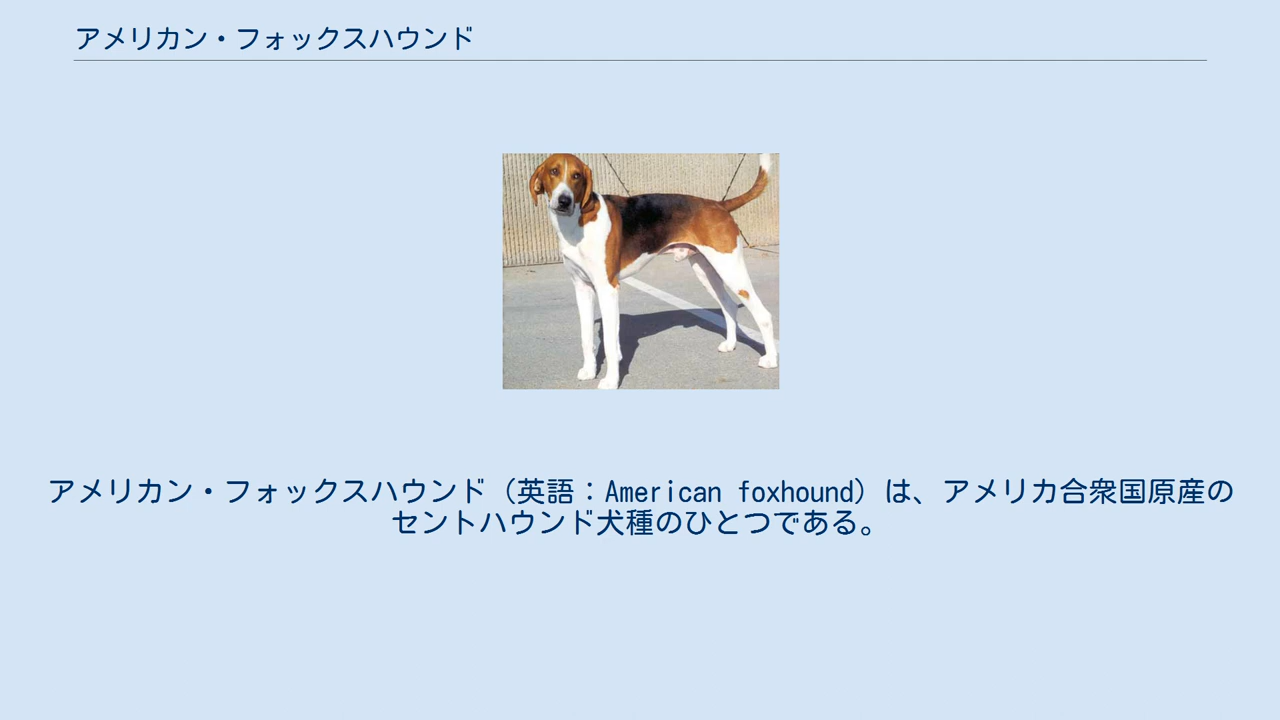 アメリカン・フォックスハウンド
アメリカン・フォックスハウンド（英語：American foxhound）は、アメリカ合衆国原産の
セントハウンド犬種のひとつである。